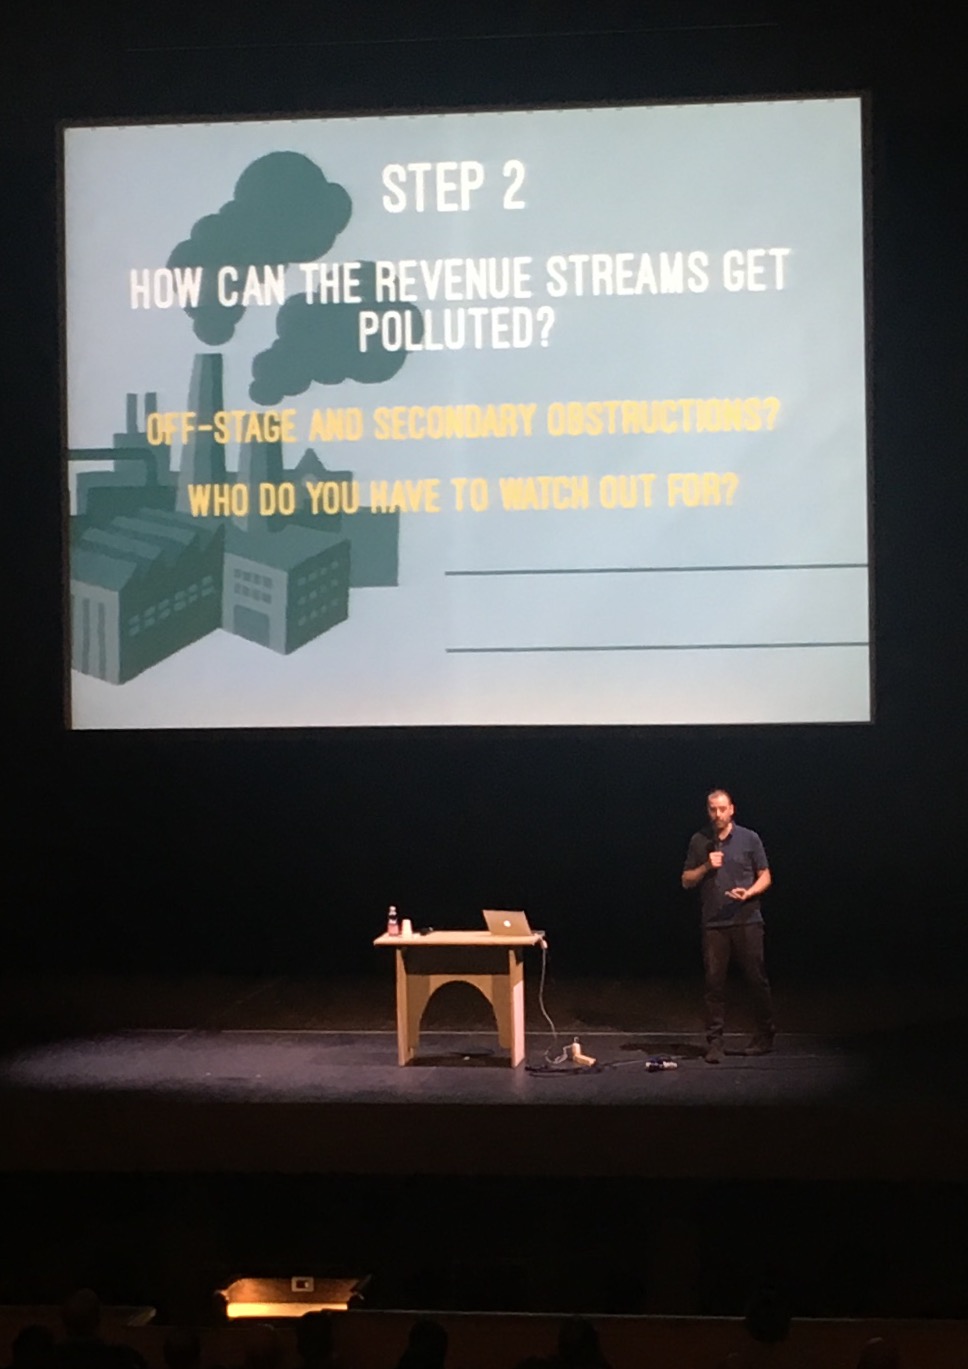 STEP 2
HOW CAN THE REVENUE STREAMS GET
POLLUTED?
OFF-STAGE AND SECONDARY OBSTRUCTIONS?
WHO DO YOU HAVE TO WATCH OUT FOR?